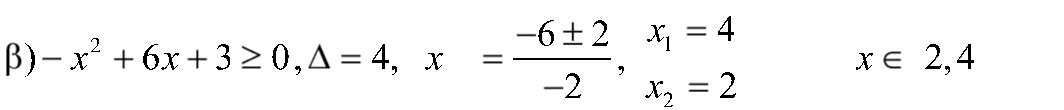 β) − x² + 6x + 3 ≥ 0, Δ = 4, x = (−6 ± 2)/(−2), x₁ = 4 x₂ = 2 x ∈ 2,4